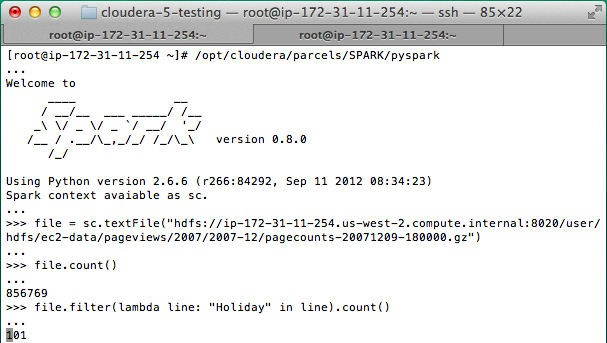 cloudera-5-testing — root@ip-172-31-11-254:~ — ssh — 85×22
root@ip-172-31-11-254:~
root@ip-172-31-11-254:~
[root@ip-172-31-11-254 ~]# /opt/cloudera/parcels/SPARK/pyspark
...
Welcome to
      ____              __
     / __/__  ___ _____/ /__
    _\ \/ _ \/ _ `/ __/  '_/
   /__ / .__/\_,_/_/ /_/\_\   version 0.8.0
      /_/
Using Python version 2.6.6 (r266:84292, Sep 11 2012 08:34:23)
Spark context avaiable as sc.
...
>>> file = sc.textFile("hdfs://ip-172-31-11-254.us-west-2.compute.internal:8020/user/
hdfs/ec2-data/pageviews/2007/2007-12/pagecounts-20071209-180000.gz")
...
>>> file.count()
...
856769
>>> file.filter(lambda line: "Holiday" in line).count()
...
101